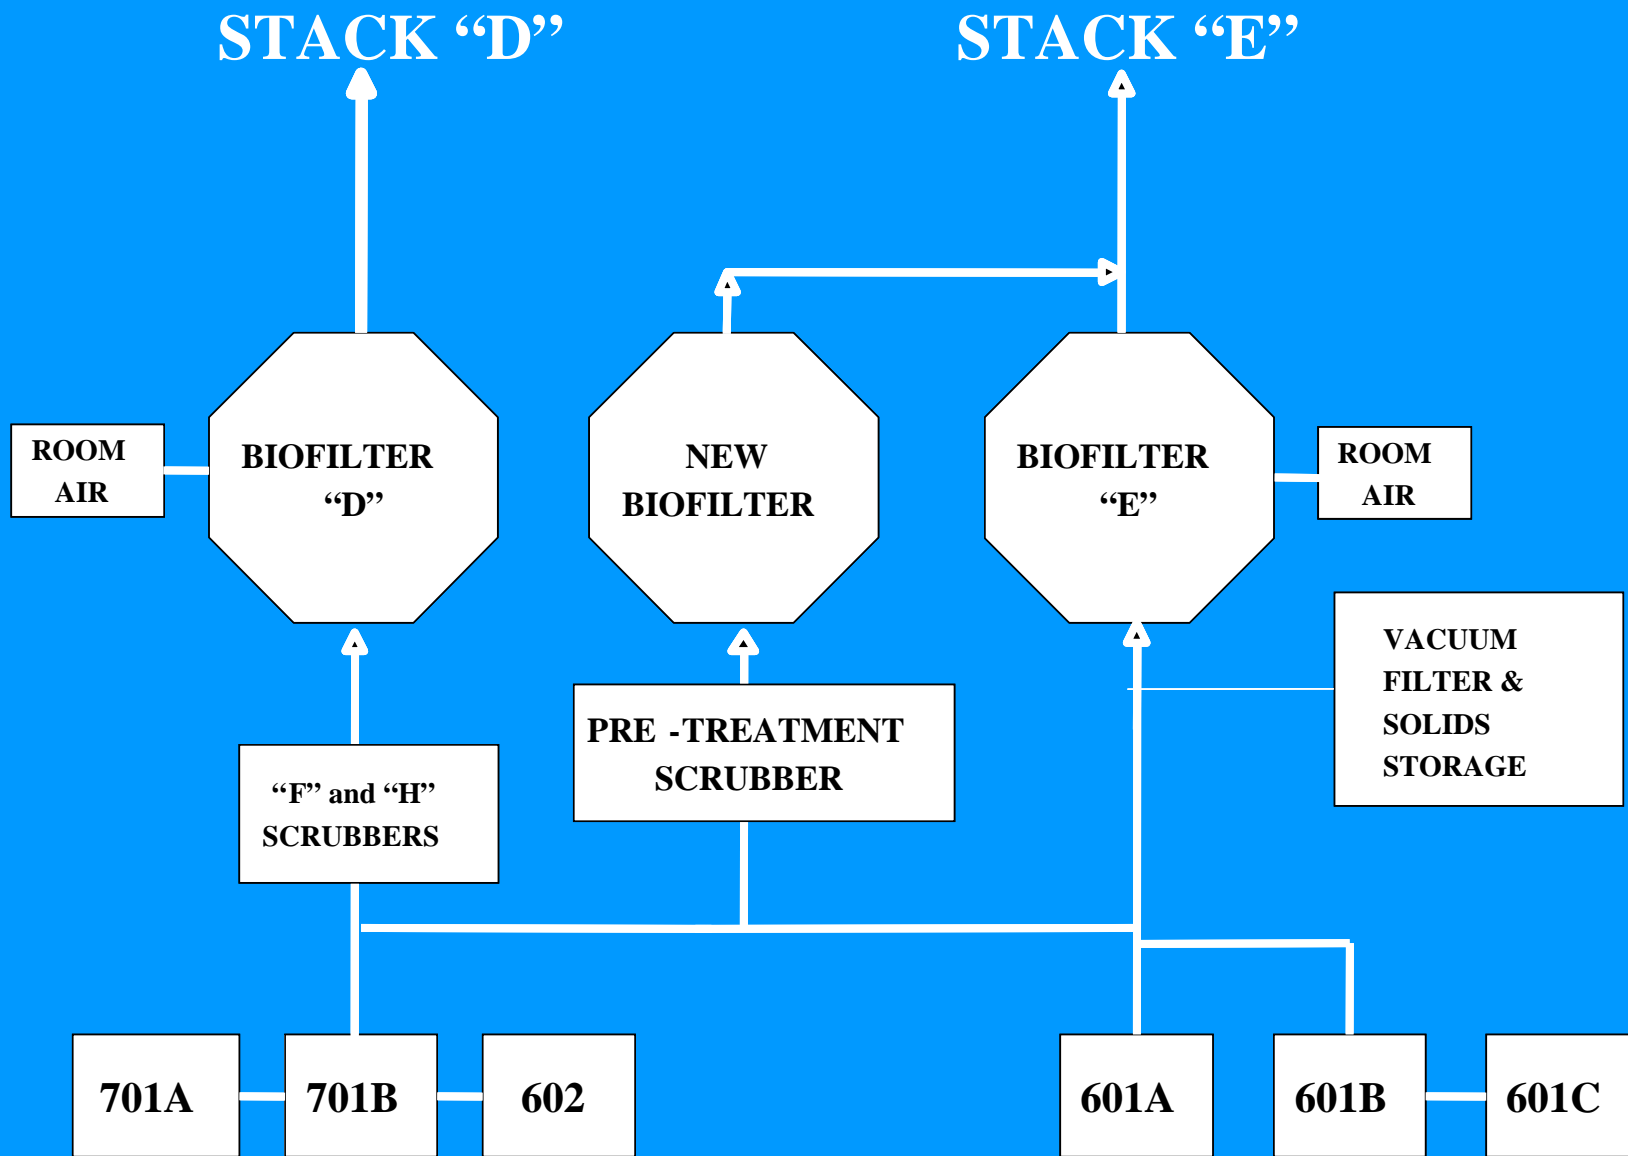 STACK “D”
STACK “E”
ROOM
AIR
BIOFILTER
“D”
NEW
BIOFILTER
BIOFILTER
“E”
ROOM
AIR
VACUUM
FILTER &
SOLIDS
STORAGE
PRE -TREATMENT
SCRUBBER
“F” and “H”
SCRUBBERS
701A
701B
602
601A
601B
601C